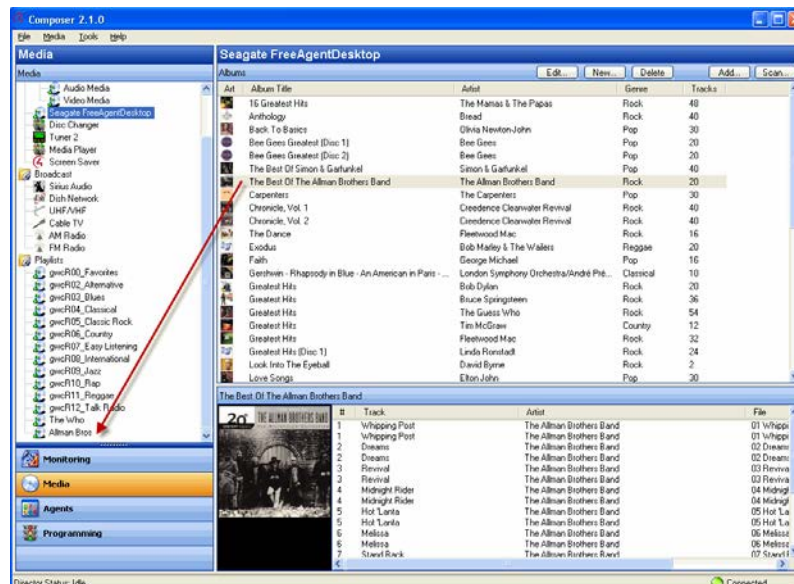 Composer 2.1.0
File Media Tools Help
Media
Media
Audio Media
Video Media
Seagate FreeAgentDesktop
Disc Changer
Tuner 2
Media Player
Screen Saver
Broadcast
Sirius Audio
Dish Network
UHF/VHF
Cable TV
AM Radio
FM Radio
Playlists
gwcR00_Favorites
gwcR02_Alternative
gwcR03_Blues
gwcR04_Classical
gwcR05_Classic Rock
gwcR06_Country
gwcR07_Easy Listening
gwcR08_International
gwcR09_Jazz
gwcR10_Rap
gwcR11_Reggae
gwcR12_Talk Radio
The Who
Allman Bros
Monitoring
Media
Agents
Programming
Seagate FreeAgentDesktop
Albums Edit... New... Delete Add... Scan...
Art Album Title Artist Genre Tracks
16 Greatest Hits The Mamas & The Papas Rock 48
Anthology Bread Rock 40
Back To Basics Olivia Newton-John Pop 30
Bee Gees Greatest (Disc 1) Bee Gees Pop 20
Bee Gees Greatest (Disc 2) Bee Gees Pop 20
The Best Of Simon & Garfunkel Simon & Garfunkel Pop 40
The Best Of The Allman Brothers Band The Allman Brothers Band Rock 20
Carpenters The Carpenters Pop 30
Chronicle, Vol. 1 Creedence Clearwater Revival Rock 40
Chronicle, Vol. 2 Creedence Clearwater Revival Rock 40
The Dance Fleetwood Mac Rock 16
Exodus Bob Marley & The Wailers Reggae 20
Faith George Michael Pop 16
Gershwin - Rhapsody in Blue - An American in Paris - ... London Symphony Orchestra/André Pre... Classical 10
Greatest Hits Bob Dylan Rock 20
Greatest Hits Bruce Springsteen Rock 36
Greatest Hits The Guess Who Rock 54
Greatest Hits Tim McGraw Country 12
Greatest Hits Fleetwood Mac Rock 32
Greatest Hits (Disc 1) Linda Ronstadt Rock 24
Look Into The Eyeball David Byrne Rock 2
Love Songs Elton John Pop 30
The Best Of The Allman Brothers Band
20 THE ALLMAN BROTHERS BAND
# Track Artist File
1 Whipping Post The Allman Brothers Band 01 Whippi
1 Whipping Post The Allman Brothers Band 01 Whippi
2 Dreams The Allman Brothers Band 02 Dreams
2 Dreams The Allman Brothers Band 02 Dreams
3 Revival The Allman Brothers Band 03 Reviva
3 Revival The Allman Brothers Band 03 Reviva
4 Midnight Rider The Allman Brothers Band 04 Midnigl
4 Midnight Rider The Allman Brothers Band 04 Midnigl
5 Hot 'Lanta The Allman Brothers Band 05 Hot 'La
5 Hot 'Lanta The Allman Brothers Band 05 Hot 'La
6 Melissa The Allman Brothers Band 06 Melissa
6 Melissa The Allman Brothers Band 06 Melissa
7 Stand Back The Allman Brothers Band 07 Stand
Director Status: Idle Connected